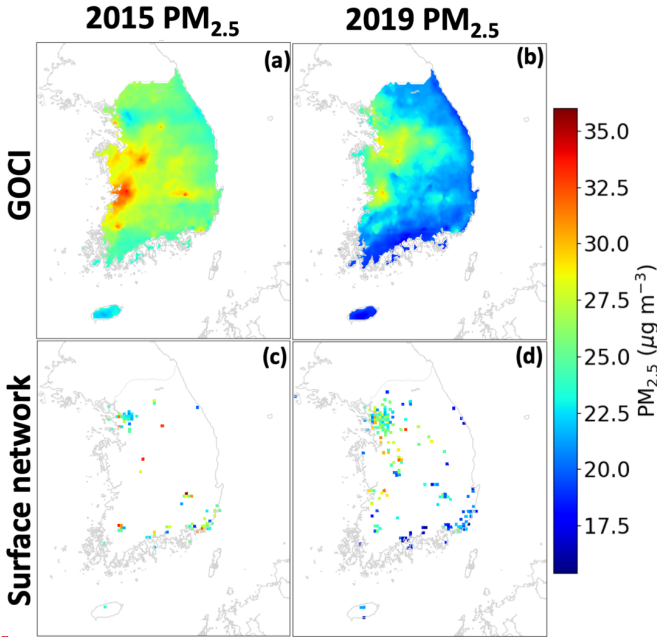 2015 PM2.5
2019 PM2.5
(a)
(b)
GOCI
35.0
32.5
30.0
27.5
25.0
22.5
20.0
17.5
PM2.5 (μg m−3)
(c)
(d)
Surface network